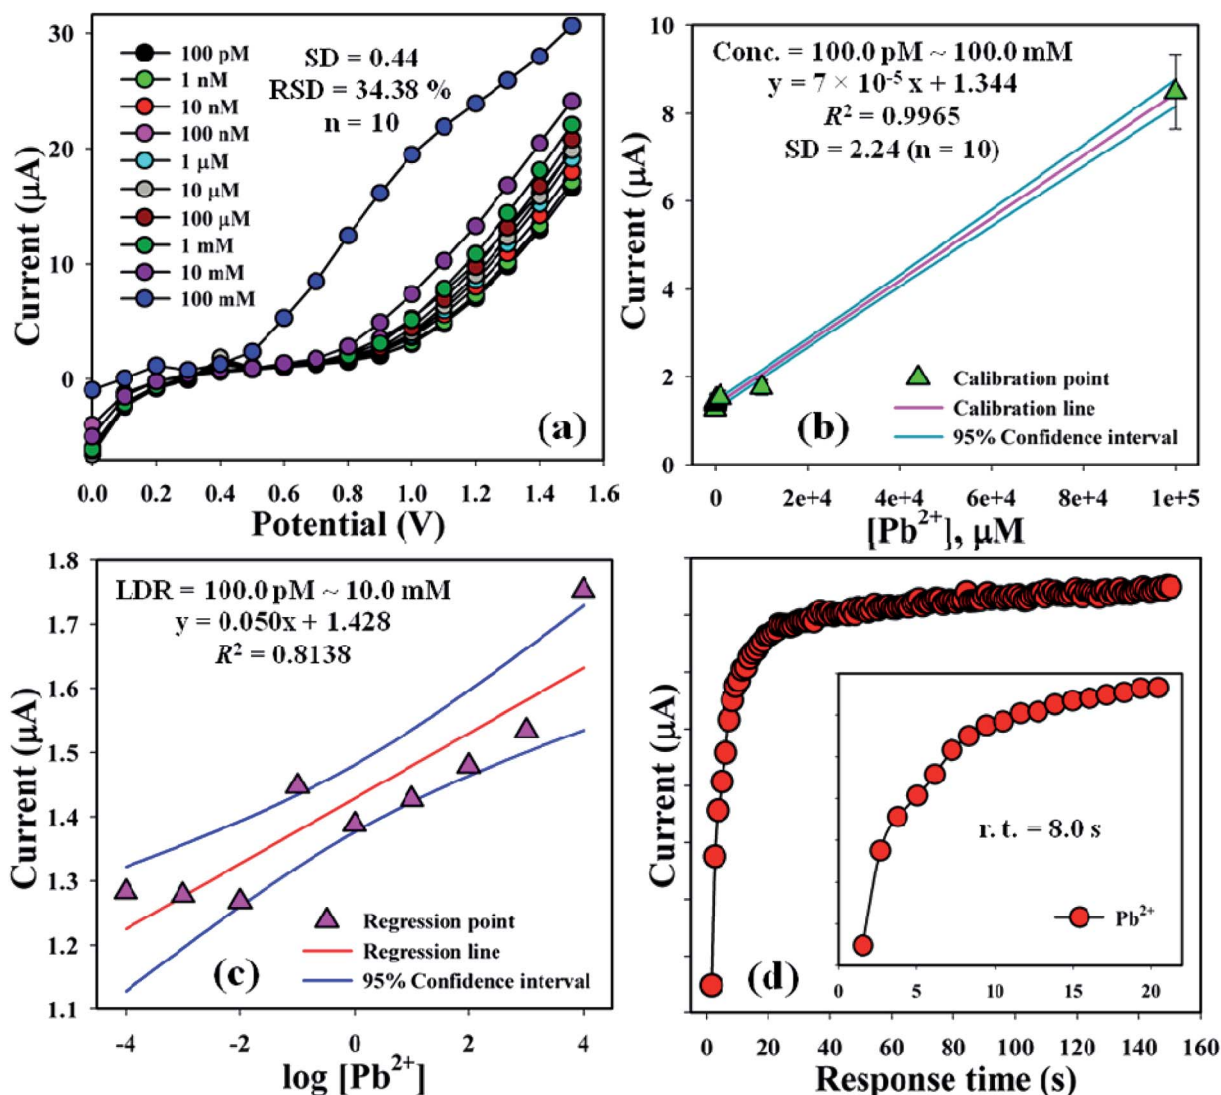 30
20
10
0
Current (μA)
100 pM
1 nM
10 nM
100 nM
1 μM
10 μM
100 μM
1 mM
10 mM
100 mM
SD = 0.44
RSD = 34.38 %
n = 10
(a)
0.0 0.2 0.4 0.6 0.8 1.0 1.2 1.4 1.6
Potential (V)
10
8
6
4
2
0
Current (μA)
Conc. = 100.0 pM ~ 100.0 mM
y = 7 × 10⁻⁵ x + 1.344
R² = 0.9965
SD = 2.24 (n = 10)
Calibration point
Calibration line
95% Confidence interval
(b)
0 2e+4 4e+4 6e+4 8e+4 1e+5
[Pb²⁺], μM
1.8
1.7
1.6
1.5
1.4
1.3
1.2
1.1
Current (μA)
LDR = 100.0 pM ~ 10.0 mM
y = 0.050x + 1.428
R² = 0.8138
Regression point
Regression line
95% Confidence interval
(c)
-4 -2 0 2 4
log [Pb²⁺]
Current (μA)
r. t. = 8.0 s
Pb²⁺
0 5 10 15 20
(d)
0 20 40 60 80 100 120 140 160
Response time (s)